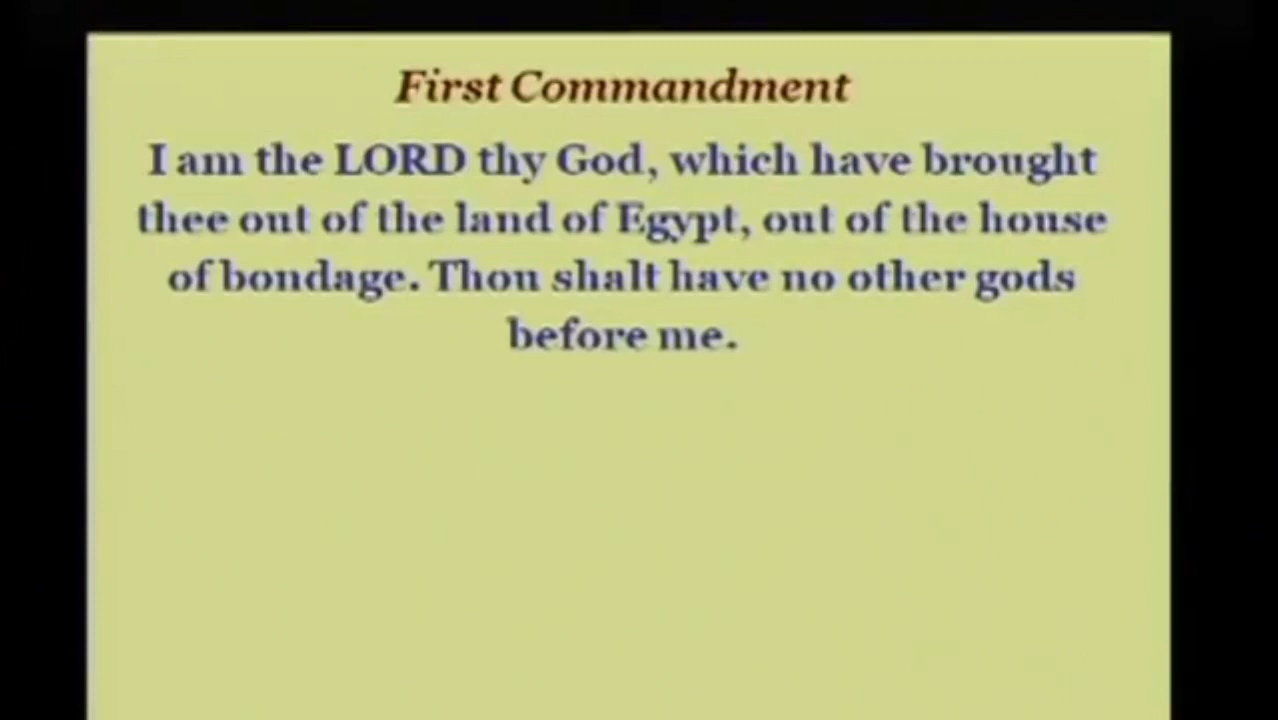 First Commandment
I am the LORD thy God, which have brought
thee out of the land of Egypt, out of the house
of bondage. Thou shalt have no other gods
before me.